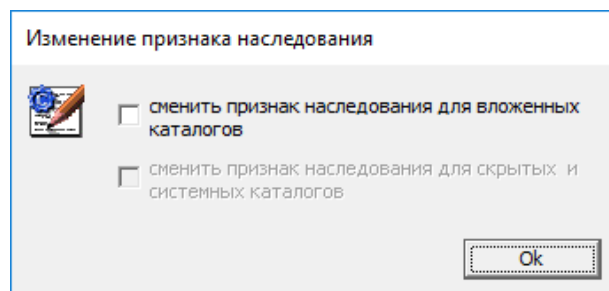 Изменение признака наследования
сменить признак наследования для вложенных
каталогов
сменить признак наследования для скрытых и
системных каталогов
Ok